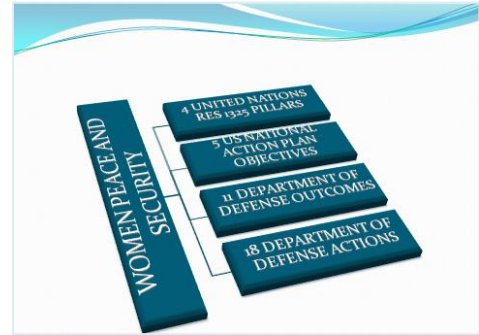 WOMEN PEACE AND
SECURITY
4 UNITED NATIONS
RES 1325 PILLARS
5 US NATIONAL
ACTION PLAN
OBJECTIVES
11 DEPARTMENT OF
DEFENSE OUTCOMES
18 DEPARTMENT OF
DEFENSE ACTIONS